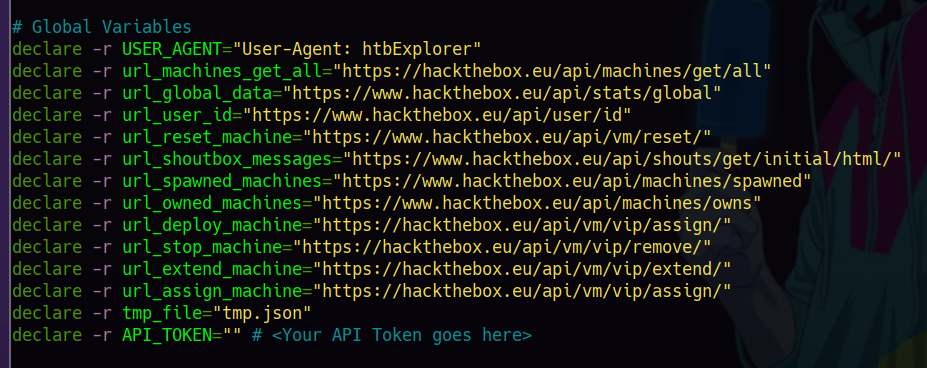 # Global Variables
declare -r USER_AGENT="User-Agent: htbExplorer"
declare -r url_machines_get_all="https://hackthebox.eu/api/machines/get/all"
declare -r url_global_data="https://www.hackthebox.eu/api/stats/global"
declare -r url_user_id="https://www.hackthebox.eu/api/user/id"
declare -r url_reset_machine="https://www.hackthebox.eu/api/vm/reset/"
declare -r url_shoutbox_messages="https://www.hackthebox.eu/api/shouts/get/initial/html/"
declare -r url_spawned_machines="https://www.hackthebox.eu/api/machines/spawned"
declare -r url_owned_machines="https://www.hackthebox.eu/api/machines/owns"
declare -r url_deploy_machine="https://hackthebox.eu/api/vm/vip/assign/"
declare -r url_stop_machine="https://hackthebox.eu/api/vm/vip/remove/"
declare -r url_extend_machine="https://hackthebox.eu/api/vm/vip/extend/"
declare -r url_assign_machine="https://hackthebox.eu/api/vm/vip/assign/"
declare -r tmp_file="tmp.json"
declare -r API_TOKEN="" # <Your API Token goes here>